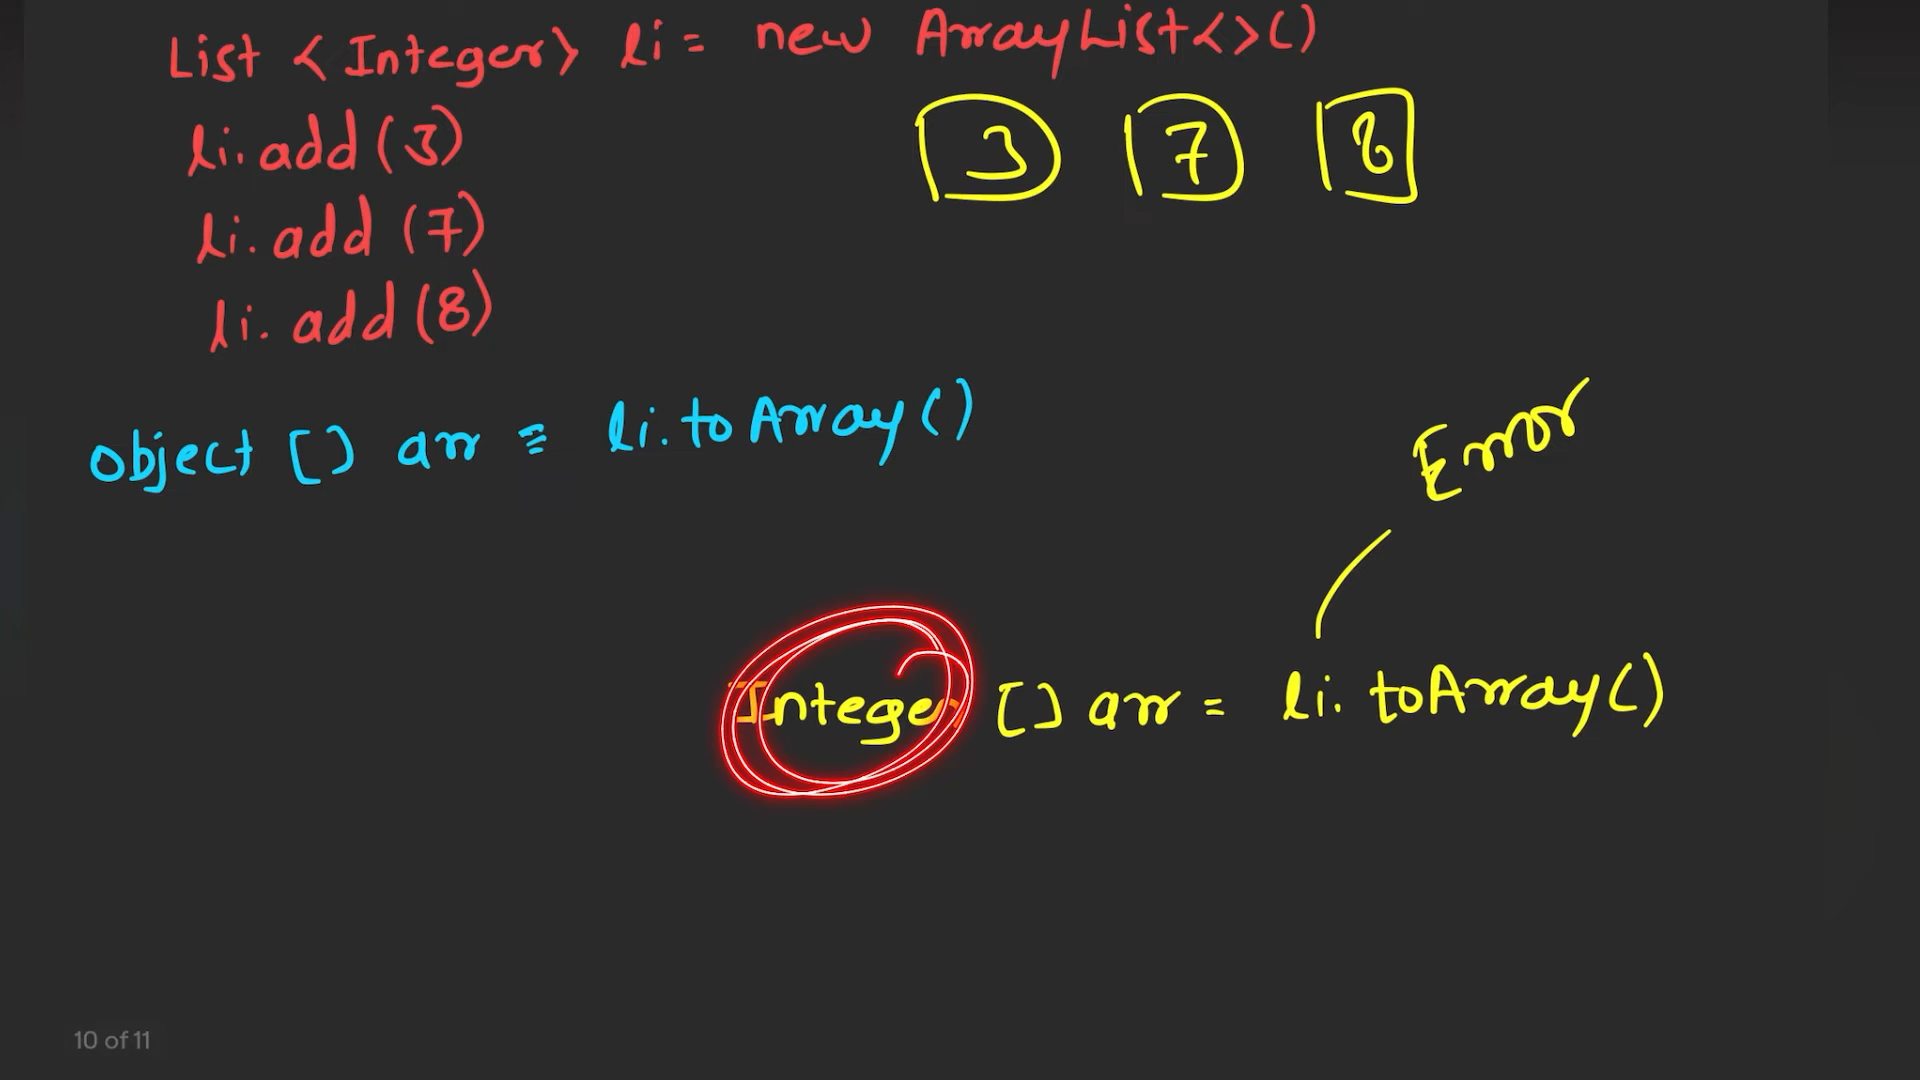 List <Integer> li = new ArrayList<>()
li.add(3)
3 7 8
li.add(7)
li.add(8)
Object [] arr = li.toArray()
Error
Integer [] arr = li.toArray()
10 of 11